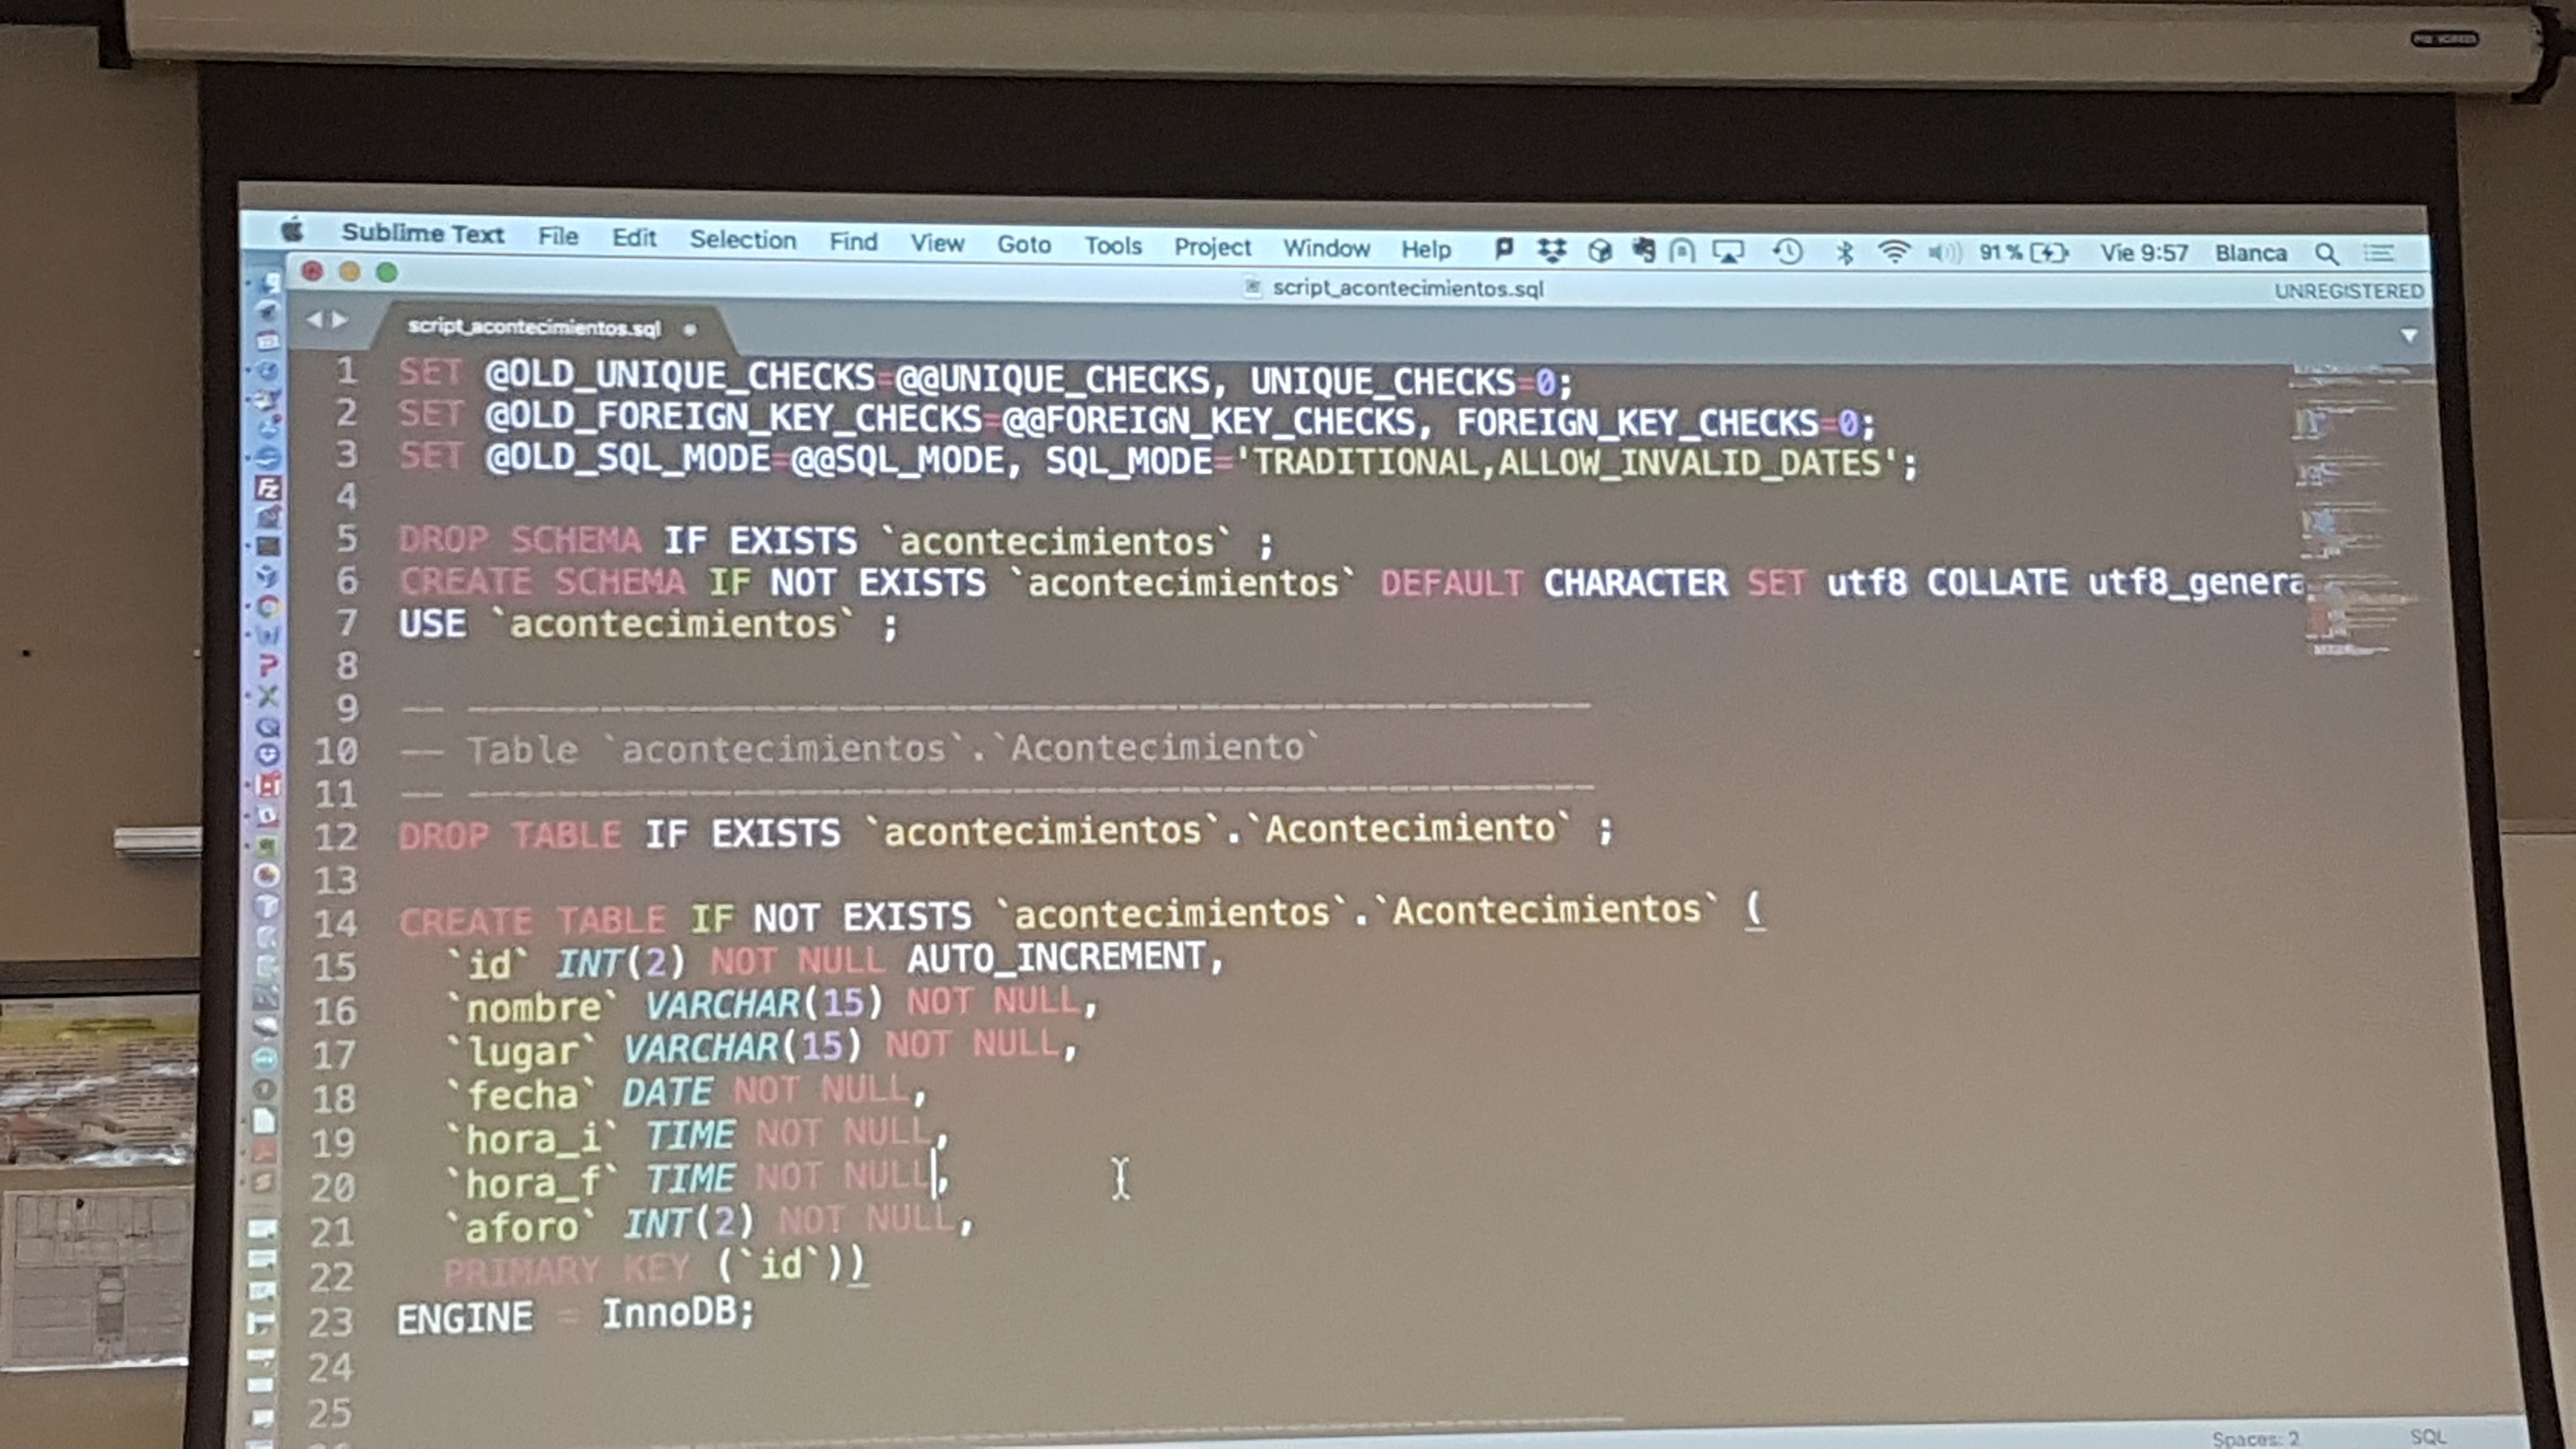 Sublime Text File Edit Selection Find View Goto Tools Project Window Help 91% Vie 9:57 Blanca
script_acontecimientos.sql
UNREGISTERED
script_acontecimientos.sql
1 SET @OLD_UNIQUE_CHECKS=@@UNIQUE_CHECKS, UNIQUE_CHECKS=0;
2 SET @OLD_FOREIGN_KEY_CHECKS=@@FOREIGN_KEY_CHECKS, FOREIGN_KEY_CHECKS=0;
3 SET @OLD_SQL_MODE=@@SQL_MODE, SQL_MODE='TRADITIONAL,ALLOW_INVALID_DATES';
4
5 DROP SCHEMA IF EXISTS `acontecimientos` ;
6 CREATE SCHEMA IF NOT EXISTS `acontecimientos` DEFAULT CHARACTER SET utf8 COLLATE utf8_genera
7 USE `acontecimientos` ;
8
9 -- -----------------------------------------------------
10 -- Table `acontecimientos`.`Acontecimiento`
11 -- -----------------------------------------------------
12 DROP TABLE IF EXISTS `acontecimientos`.`Acontecimiento` ;
13
14 CREATE TABLE IF NOT EXISTS `acontecimientos`.`Acontecimientos` (
15 `id` INT(2) NOT NULL AUTO_INCREMENT,
16 `nombre` VARCHAR(15) NOT NULL,
17 `lugar` VARCHAR(15) NOT NULL,
18 `fecha` DATE NOT NULL,
19 `hora_i` TIME NOT NULL,
20 `hora_f` TIME NOT NULL,
21 `aforo` INT(2) NOT NULL,
22 PRIMARY KEY (`id`))
23 ENGINE = InnoDB;
24
25
Spaces: 2 SQL